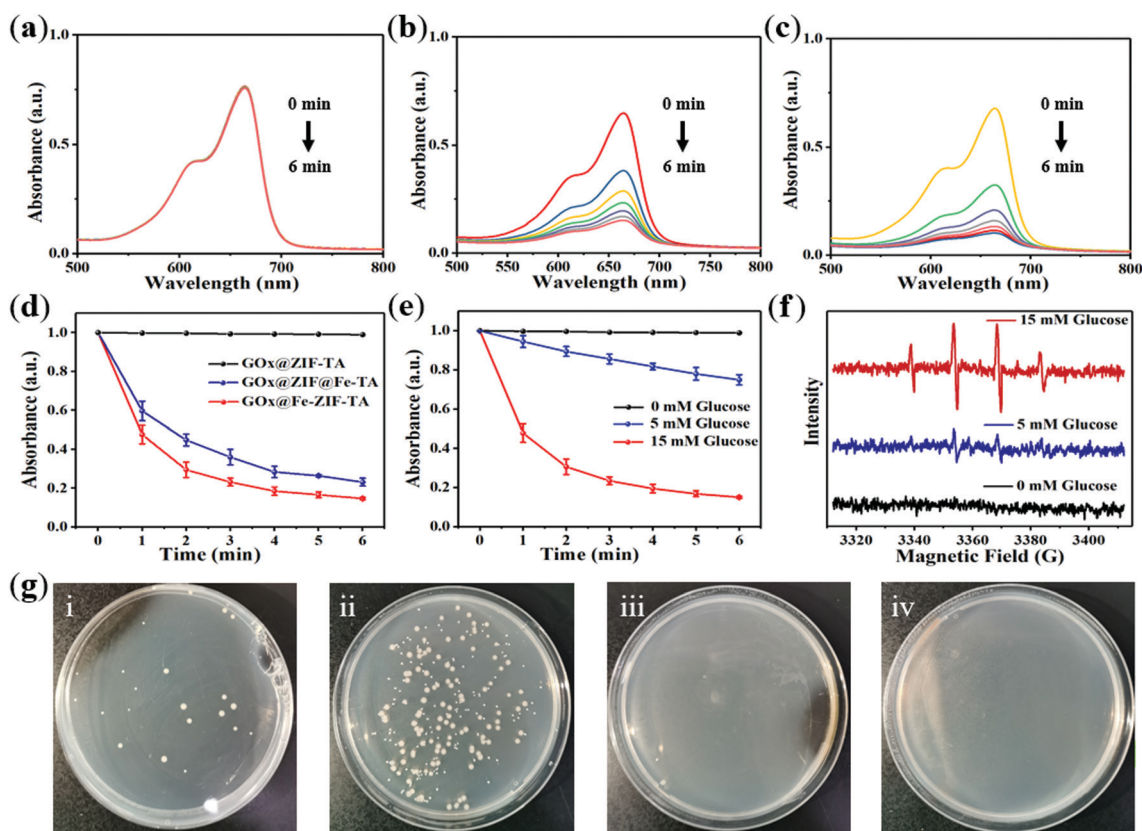 (a)
1.0
0.5
0.0
Absorbance (a.u.)
0 min
6 min
500 600 700 800
Wavelength (nm)
(b)
1.0
0.5
0.0
Absorbance (a.u.)
0 min
6 min
500 550 600 650 700 750 800
Wavelength (nm)
(c)
1.0
0.5
0.0
Absorbance (a.u.)
0 min
6 min
500 600 700 800
Wavelength (nm)
(d)
1.0
0.8
0.6
0.4
0.2
0.0
Absorbance (a.u.)
GOx@ZIF-TA
GOx@ZIF@Fe-TA
GOx@Fe-ZIF-TA
0 1 2 3 4 5 6
Time (min)
(e)
1.0
0.8
0.6
0.4
0.2
0.0
Absorbance (a.u.)
0 mM Glucose
5 mM Glucose
15 mM Glucose
0 1 2 3 4 5 6
Time (min)
(f)
Intensity
15 mM Glucose
5 mM Glucose
0 mM Glucose
3320 3340 3360 3380 3400
Magnetic Field (G)
(g)
i
ii
iii
iv